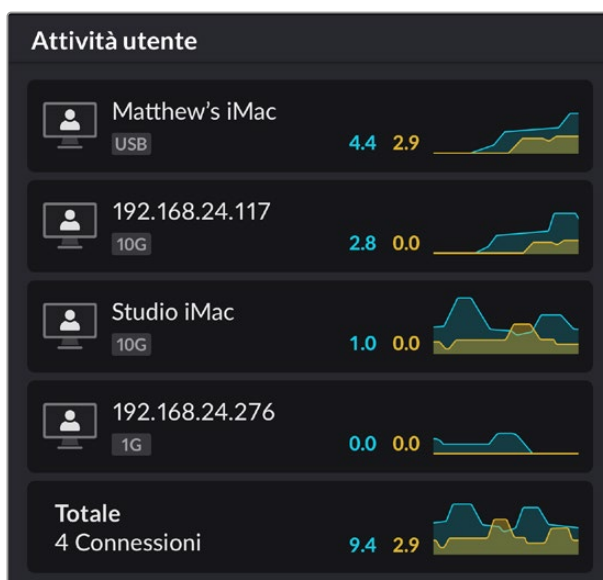 Attività utente
Matthew's iMac
USB
4.4 2.9
192.168.24.117
10G
2.8 0.0
Studio iMac
10G
1.0 0.0
192.168.24.276
1G
0.0 0.0
Totale
4 Connessioni
9.4 2.9